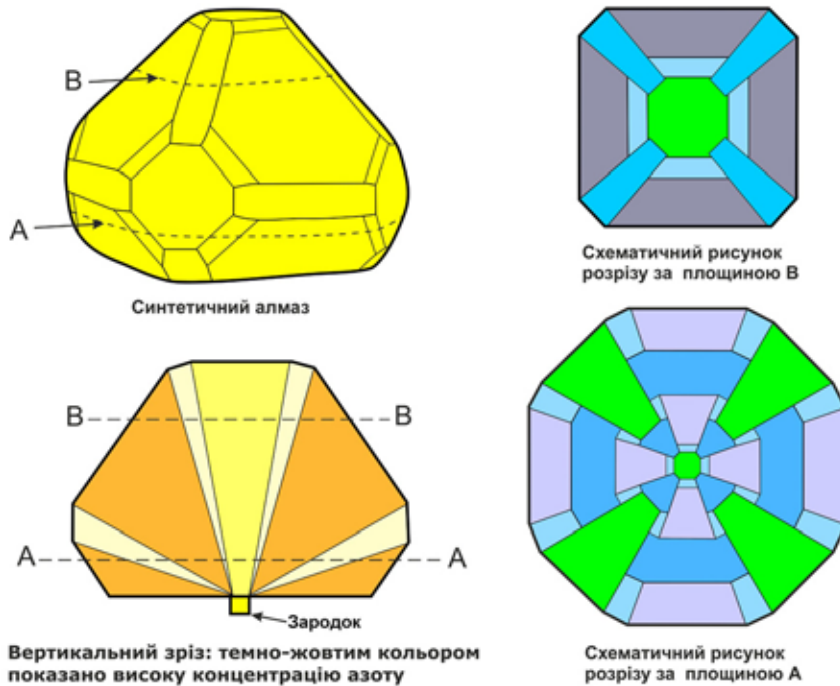 B
A
Синтетичний алмаз
Схематичний рисунок
розрізу за площиною В
B
B
A
A
Зародок
Вертикальний зріз: темно-жовтим кольором
показано високу концентрацію азоту
Схематичний рисунок
розрізу за площиною А